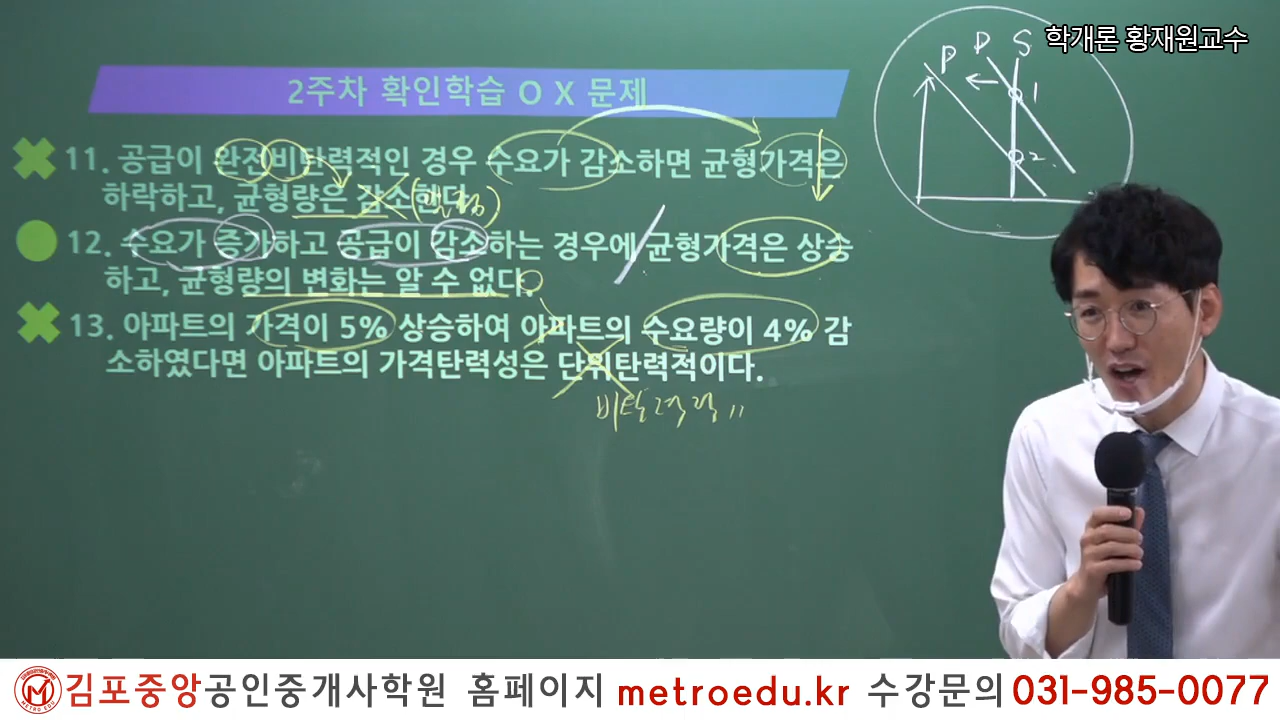 학개론 황재원교수
P D S
1
2
2주차 확인학습 O X 문제
11. 공급이 완전비탄력적인 경우 수요가 감소하면 균형가격은
하락하고, 균형량은 감소한다.
12. 수요가 증가하고 공급이 감소하는 경우에 균형가격은 상승
하고, 균형량의 변화는 알 수 없다.
13. 아파트의 가격이 5% 상승하여 아파트의 수요량이 4% 감
소하였다면 아파트의 가격탄력성은 단위탄력적이다.
비탄력적
METRO EDU
김포중앙공인중개사학원 홈페이지 metroedu.kr 수강문의 031-985-0077